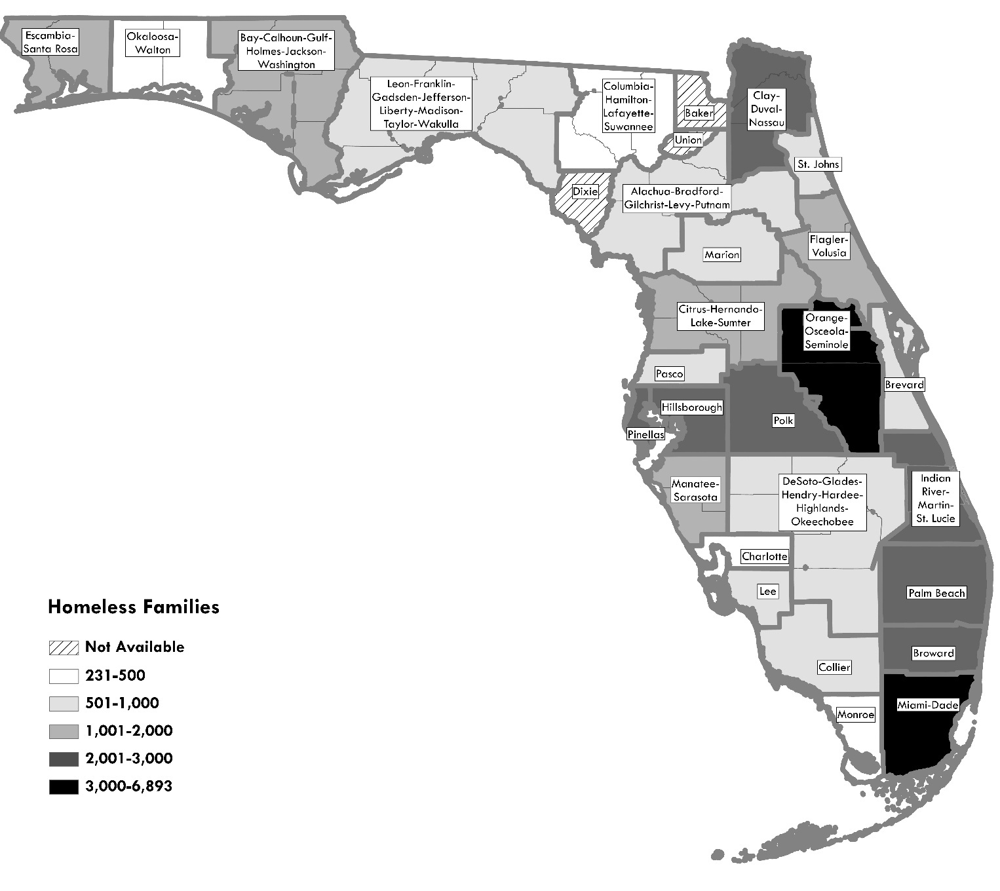 Escambia-
Santa Rosa
Okaloosa-
Walton
Bay-Calhoun-Gulf-
Holmes-Jackson-
Washington
Leon-Franklin-
Gadsden-Jefferson-
Liberty-Madison-
Taylor-Wakulla
Columbia-
Hamilton-
Lafayette-
Suwannee
Baker
Union
Clay-
Duval-
Nassau
St. Johns
Dixie
Alachua-Bradford-
Gilchrist-Levy-Putnam
Marion
Flagler-
Volusia
Citrus-Hernando-
Lake-Sumter
Orange-
Osceola-
Seminole
Pasco
Brevard
Hillsborough
Pinellas
Polk
Manatee-
Sarasota
DeSoto-Glades-
Hendry-Hardee-
Highlands-
Okeechobee
Indian
River-
Martin-
St. Lucie
Charlotte
Lee
Palm Beach
Broward
Collier
Miami-Dade
Monroe
Homeless Families
Not Available
231-500
501-1,000
1,001-2,000
2,001-3,000
3,000-6,893